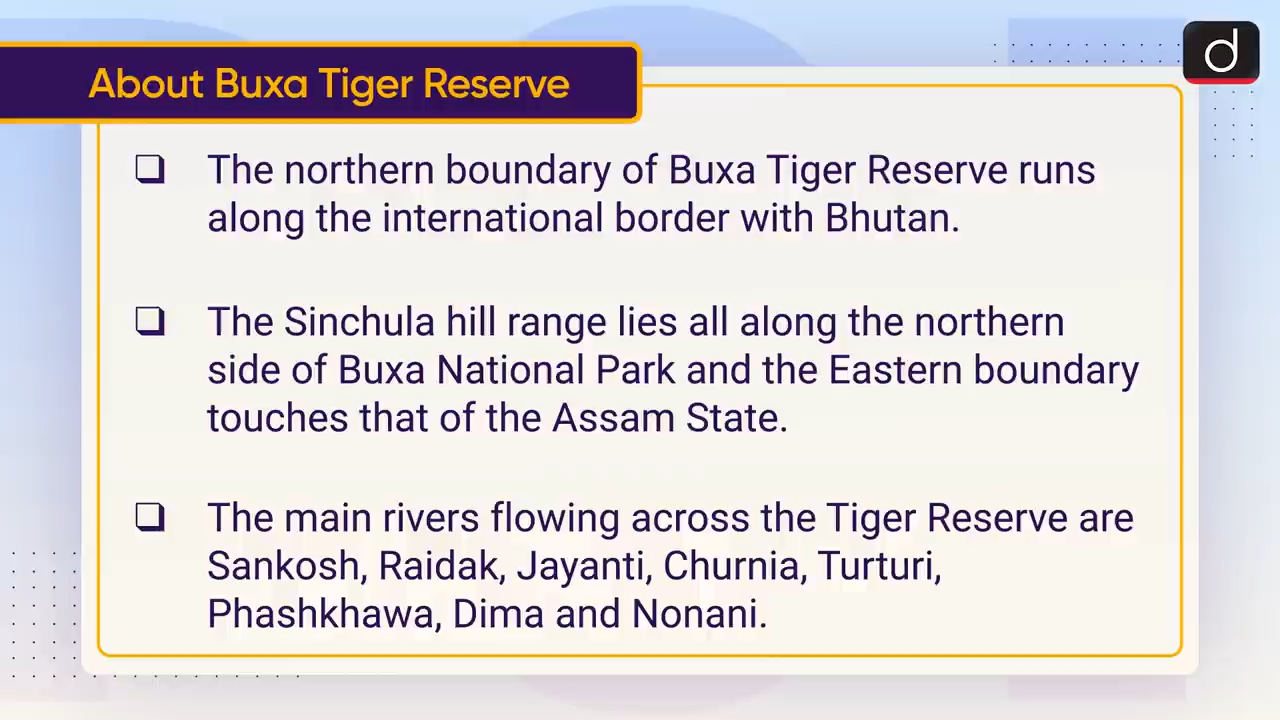 About Buxa Tiger Reserve
d
❑ The northern boundary of Buxa Tiger Reserve runs
along the international border with Bhutan.
❑ The Sinchula hill range lies all along the northern
side of Buxa National Park and the Eastern boundary
touches that of the Assam State.
❑ The main rivers flowing across the Tiger Reserve are
Sankosh, Raidak, Jayanti, Churnia, Turturi,
Phashkhawa, Dima and Nonani.